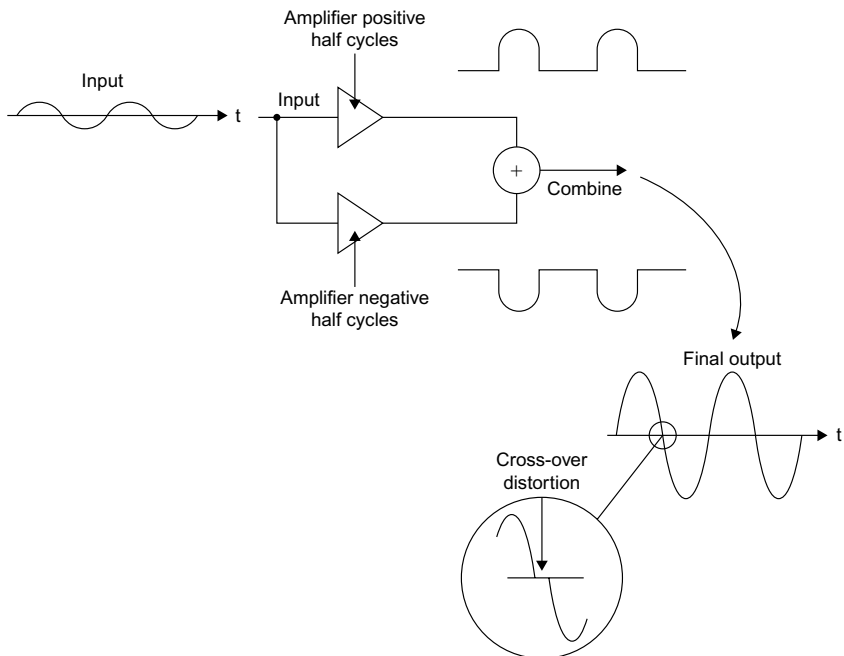 Amplifier positive
half cycles
Input
t
Input
+
Combine
Amplifier negative
half cycles
Final output
t
Cross-over
distortion